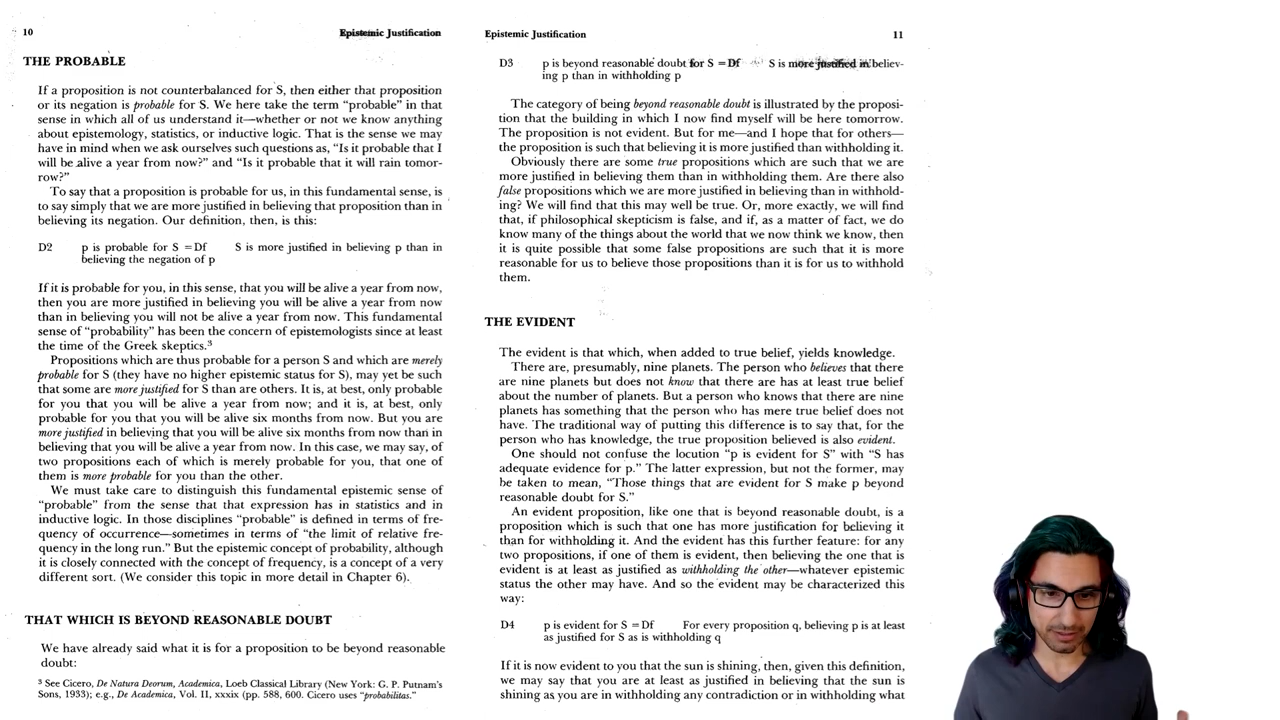 10 Epistemic Justification
THE PROBABLE
If a proposition is not counterbalanced for S, then either that proposition
or its negation is probable for S. We here take the term “probable” in that
sense in which all of us understand it—whether or not we know anything
about epistemology, statistics, or inductive logic. That is the sense we may
have in mind when we ask ourselves such questions as, “Is it probable that I
will be alive a year from now?” and “Is it probable that it will rain tomor-
row?”
To say that a proposition is probable for us, in this fundamental sense, is
to say simply that we are more justified in believing that proposition than in
believing its negation. Our definition, then, is this:
D2 p is probable for S =Df S is more justified in believing p than in
believing the negation of p
If it is probable for you, in this sense, that you will be alive a year from now,
then you are more justified in believing you will be alive a year from now
than in believing you will not be alive a year from now. This fundamental
sense of “probability” has been the concern of epistemologists since at least
the time of the Greek skeptics.³
Propositions which are thus probable for a person S and which are merely
probable for S (they have no higher epistemic status for S), may yet be such
that some are more justified for S than are others. It is, at best, only probable
for you that you will be alive a year from now; and it is, at best, only
probable for you that you will be alive six months from now. But you are
more justified in believing that you will be alive six months from now than in
believing that you will be alive a year from now. In this case, we may say, of
two propositions each of which is merely probable for you, that one of
them is more probable for you than the other.
We must take care to distinguish this fundamental epistemic sense of
“probable” from the sense that that expression has in statistics and in
inductive logic. In those disciplines “probable” is defined in terms of fre-
quency of occurrence—sometimes in terms of “the limit of relative fre-
quency in the long run.” But the epistemic concept of probability, although
it is closely connected with the concept of frequency, is a concept of a very
different sort. (We consider this topic in more detail in Chapter 6).
THAT WHICH IS BEYOND REASONABLE DOUBT
We have already said what it is for a proposition to be beyond reasonable
doubt:
³ See Cicero, De Natura Deorum, Academica, Loeb Classical Library (New York: G. P. Putnam's
Sons, 1933); e.g., De Academica, Vol. II, xxxix (pp. 588, 600. Cicero uses “probabilitas.”
Epistemic Justification 11
D3 p is beyond reasonable doubt for S =Df S is more justified in believ-
ing p than in withholding p
The category of being beyond reasonable doubt is illustrated by the proposi-
tion that the building in which I now find myself will be here tomorrow.
The proposition is not evident. But for me—and I hope that for others—
the proposition is such that believing it is more justified than withholding it.
Obviously there are some true propositions which are such that we are
more justified in believing them than in withholding them. Are there also
false propositions which we are more justified in believing than in withhold-
ing? We will find that this may well be true. Or, more exactly, we will find
that, if philosophical skepticism is false, and if, as a matter of fact, we do
know many of the things about the world that we now think we know, then
it is quite possible that some false propositions are such that it is more
reasonable for us to believe those propositions than it is for us to withhold
them.
THE EVIDENT
The evident is that which, when added to true belief, yields knowledge.
There are, presumably, nine planets. The person who believes that there
are nine planets but does not know that there are has at least true belief
about the number of planets. But a person who knows that there are nine
planets has something that the person who has mere true belief does not
have. The traditional way of putting this difference is to say that, for the
person who has knowledge, the true proposition believed is also evident.
One should not confuse the locution “p is evident for S” with “S has
adequate evidence for p.” The latter expression, but not the former, may
be taken to mean, “Those things that are evident for S make p beyond
reasonable doubt for S.”
An evident proposition, like one that is beyond reasonable doubt, is a
proposition which is such that one has more justification for believing it
than for withholding it. And the evident has this further feature: for any
two propositions, if one of them is evident, then believing the one that is
evident is at least as justified as withholding the other—whatever epistemic
status the other may have. And so the evident may be characterized this
way:
D4 p is evident for S =Df For every proposition q, believing p is at least
as justified for S as is withholding q
If it is now evident to you that the sun is shining, then, given this definition,
we may say that you are at least as justified in believing that the sun is
shining as you are in withholding any contradiction or in withholding what